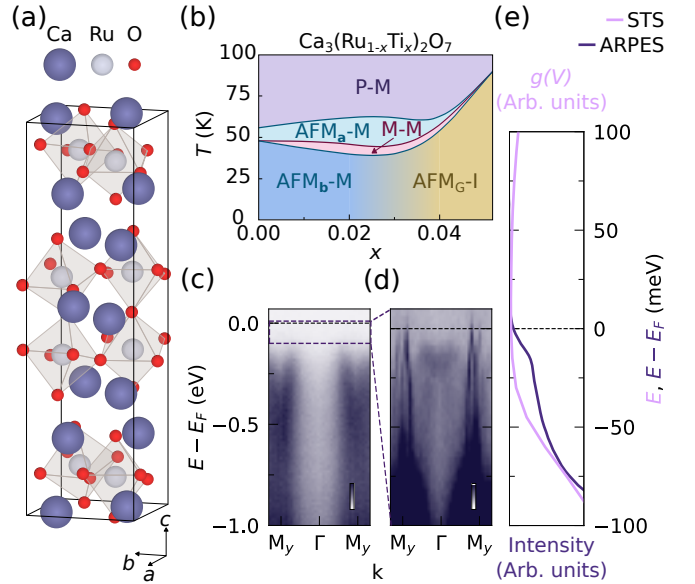 (a)
Ca Ru O
c
b
a
(b)
Ca3(Ru1-xTix)2O7
T (K)
100
75
50
25
0
P-M
AFMa-M
M-M
AFMb-M
AFMG-I
0.00 0.02 0.04
x
(c)
(d)
E − EF (eV)
0.0
−0.5
−1.0
My Γ My
My Γ My
k
(e)
STS
ARPES
g(V)
(Arb. units)
100
50
0
−50
−100
E, E − EF (meV)
Intensity
(Arb. units)